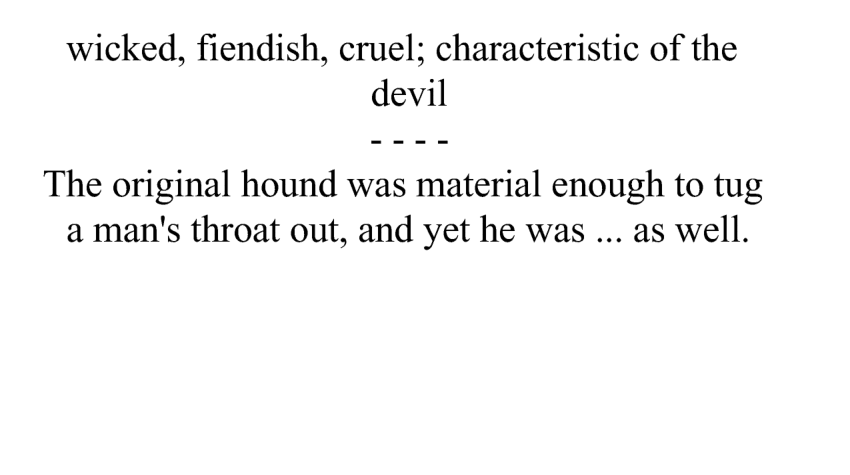 wicked, fiendish, cruel; characteristic of the
devil
- - - -
The original hound was material enough to tug
a man's throat out, and yet he was ... as well.